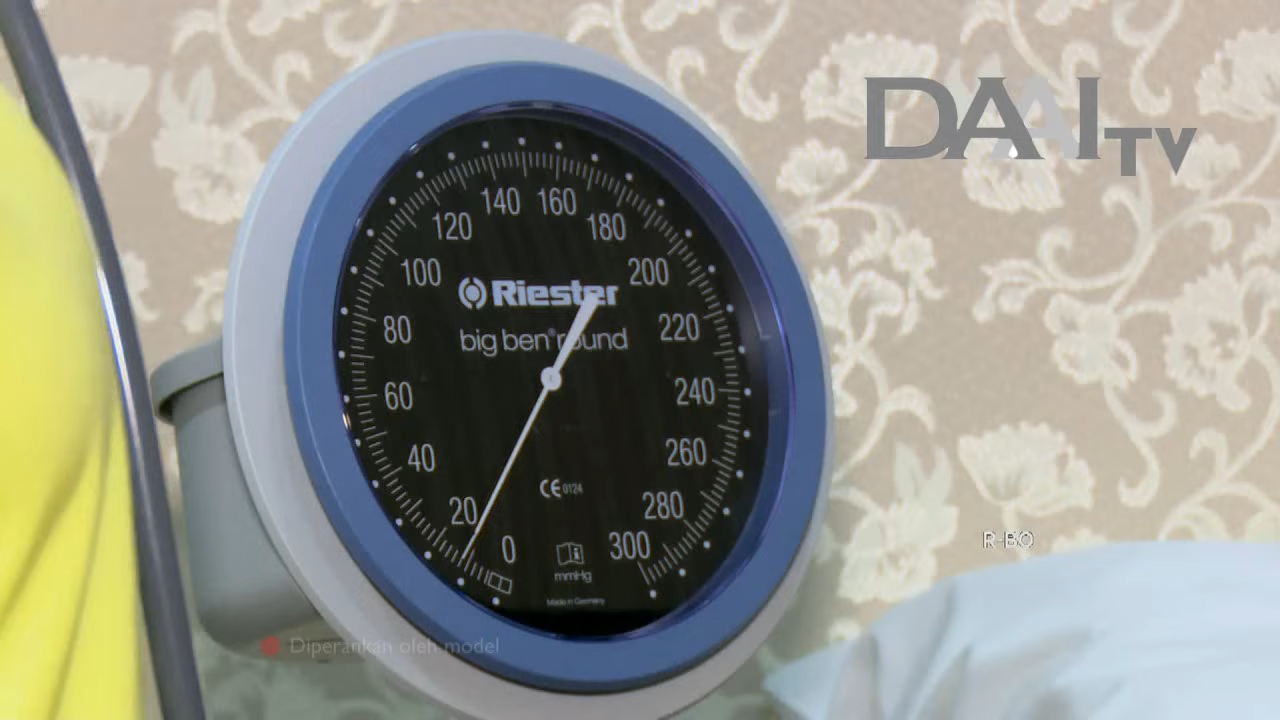 DAAI TV
140 160
120 180
100 200
Riester
80 big ben® round 220
60 240
40 260
CE 0124
20 280
0 300
mmHg
Made in Germany
R-BO
Diperankan oleh model